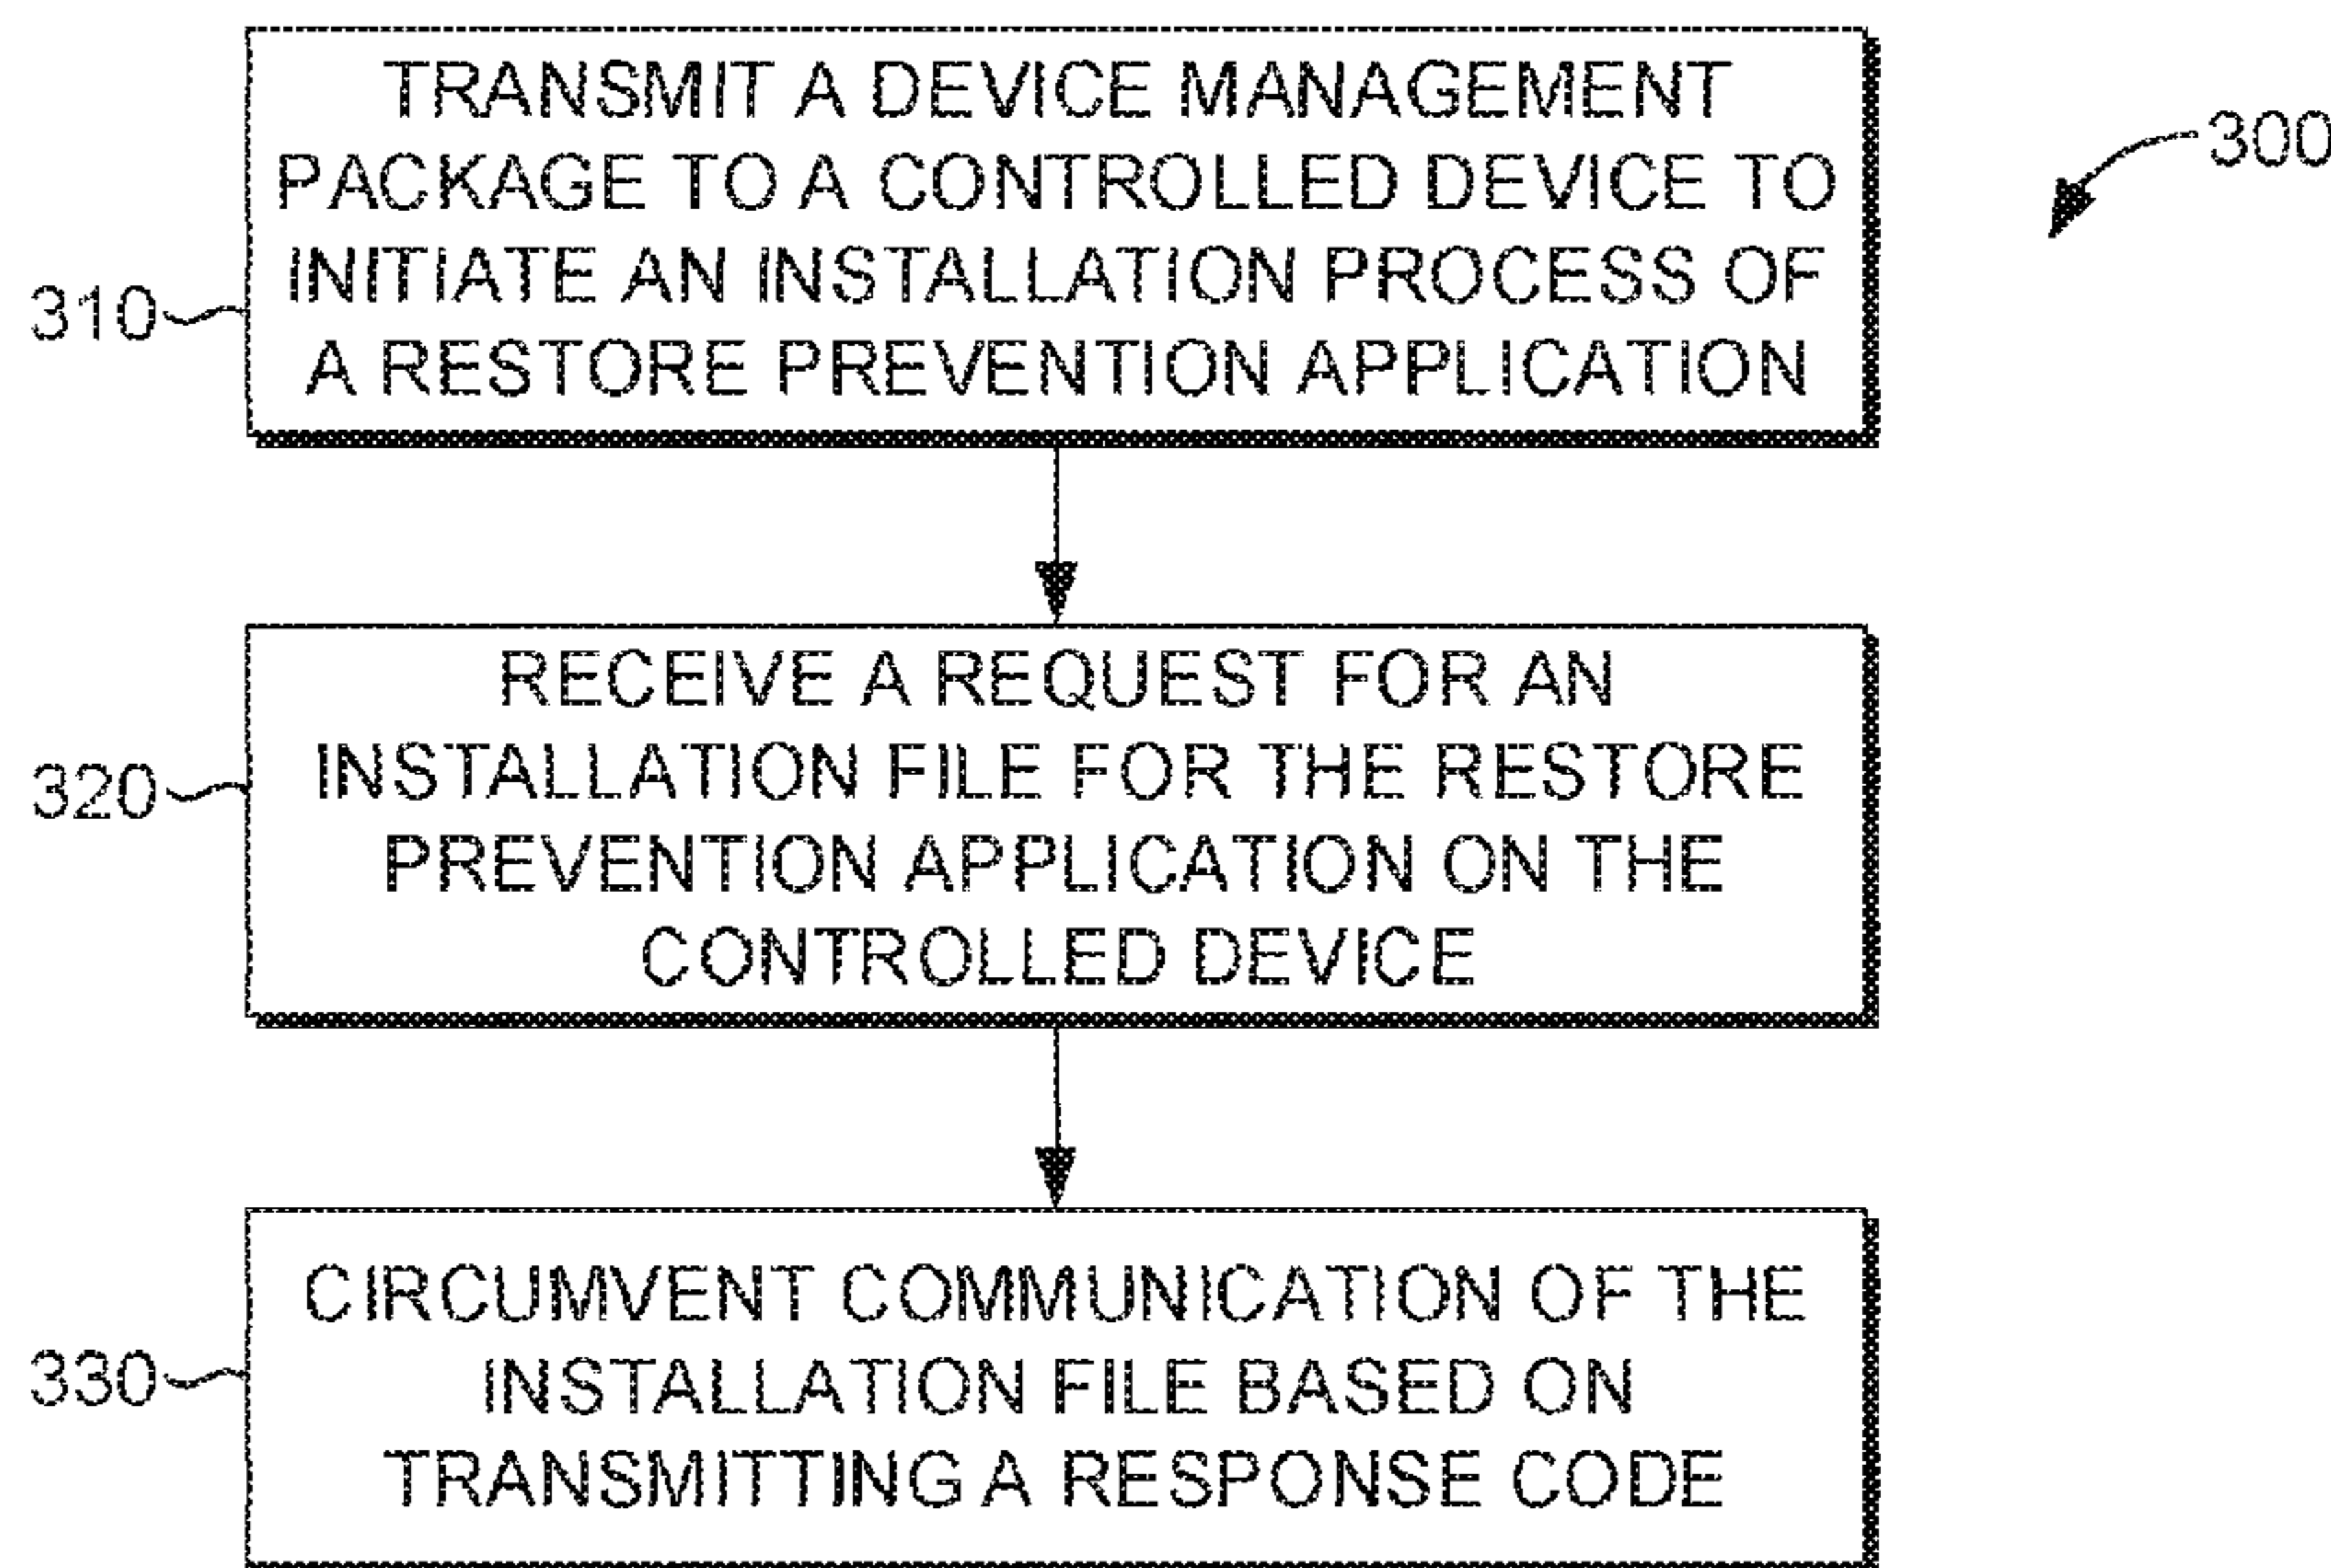 TRANSMIT A DEVICE MANAGEMENT
PACKAGE TO A CONTROLLED DEVICE TO
INITIATE AN INSTALLATION PROCESS OF
A RESTORE PREVENTION APPLICATION
300
310
RECEIVE A REQUEST FOR AN
INSTALLATION FILE FOR THE RESTORE
PREVENTION APPLICATION ON THE
CONTROLLED DEVICE
320
CIRCUMVENT COMMUNICATION OF THE
INSTALLATION FILE BASED ON
TRANSMITTING A RESPONSE CODE
330